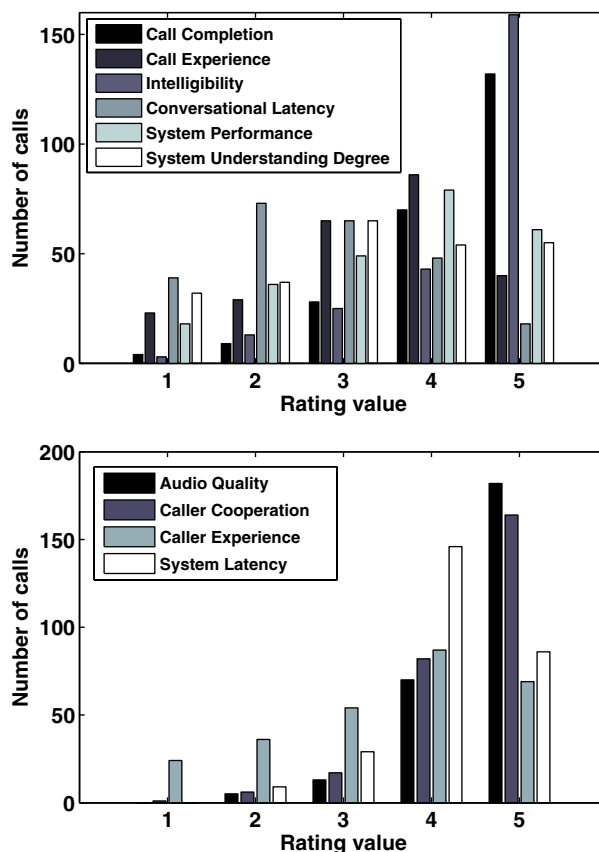 150
100
50
0
Number of calls
Call Completion
Call Experience
Intelligibility
Conversational Latency
System Performance
System Understanding Degree
1 2 3 4 5
Rating value
200
150
100
50
0
Number of calls
Audio Quality
Caller Cooperation
Caller Experience
System Latency
1 2 3 4 5
Rating value